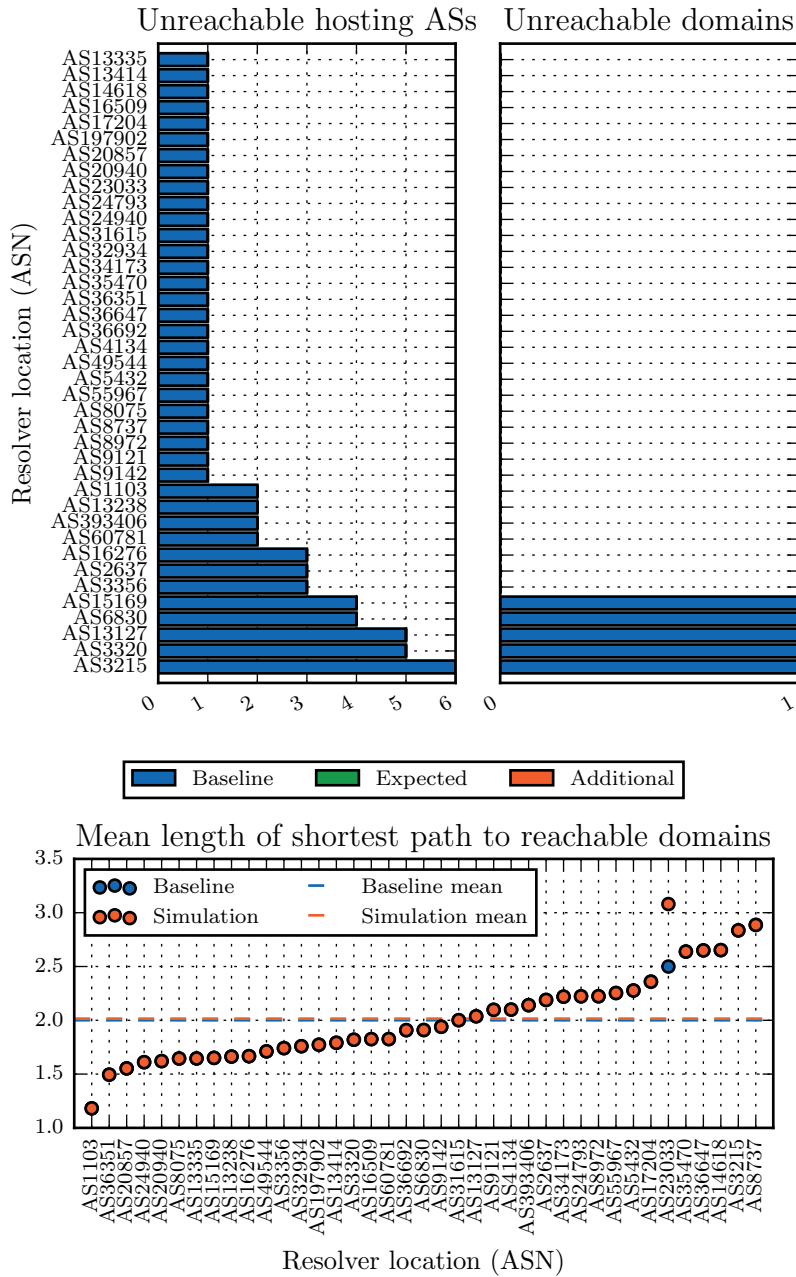 Unreachable hosting ASs
Unreachable domains
Resolver location (ASN)
AS13335
AS13414
AS14618
AS16509
AS17204
AS197902
AS20857
AS20940
AS23033
AS24793
AS24940
AS31615
AS32934
AS34173
AS35470
AS36351
AS36647
AS36692
AS4134
AS49544
AS5432
AS55967
AS8075
AS8737
AS8972
AS9121
AS9142
AS1103
AS13238
AS393406
AS60781
AS16276
AS2637
AS3356
AS15169
AS6830
AS13127
AS3320
AS3215
0 1 2 3 4 5 6
0 1
Baseline Expected Additional
Mean length of shortest path to reachable domains
3.5
3.0
2.5
2.0
1.5
1.0
Baseline Baseline mean
Simulation Simulation mean
AS1103
AS36351
AS20857
AS24940
AS20940
AS8075
AS13335
AS15169
AS13238
AS16276
AS49544
AS3356
AS32934
AS197902
AS13414
AS3320
AS16509
AS60781
AS36692
AS6830
AS9142
AS31615
AS13127
AS9121
AS4134
AS393406
AS2637
AS34173
AS24793
AS8972
AS55967
AS5432
AS17204
AS23033
AS35470
AS36647
AS14618
AS3215
AS8737
Resolver location (ASN)